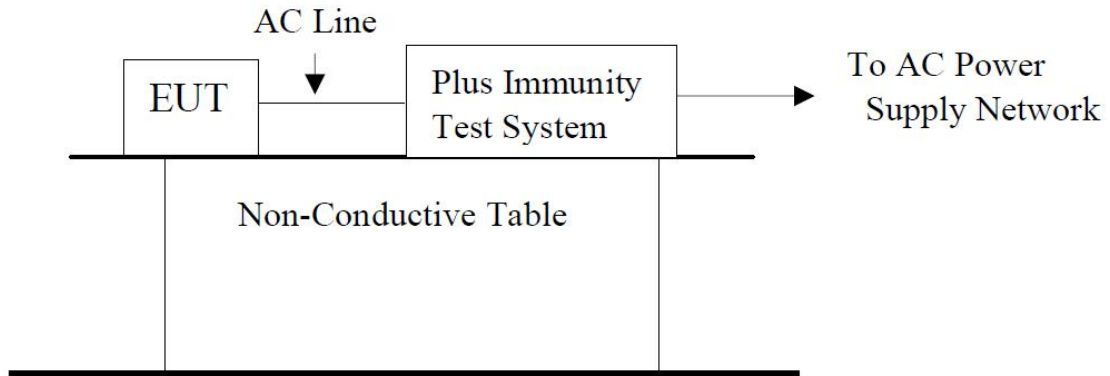 AC Line
EUT
Plus Immunity
Test System
To AC Power
Supply Network
Non-Conductive Table